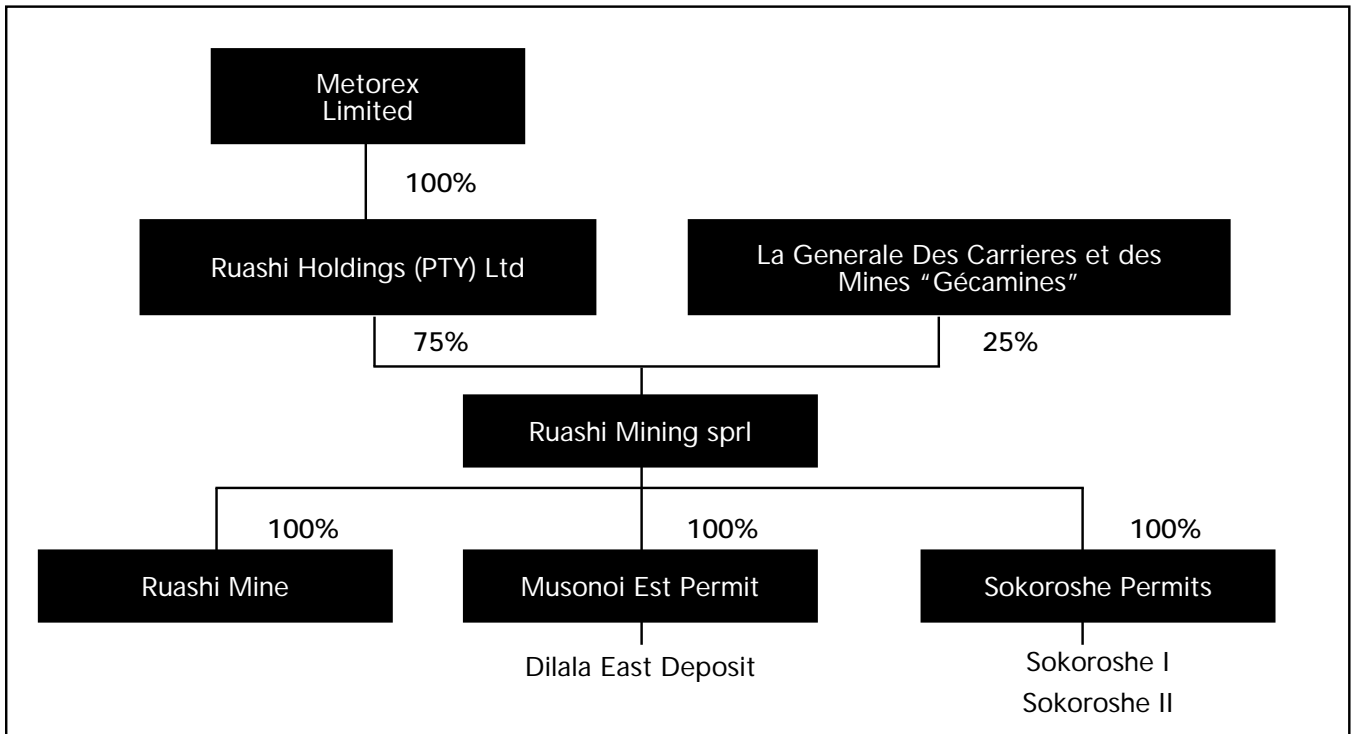 Metorex
Limited
100%
Ruashi Holdings (PTY) Ltd
La Generale Des Carrieres et des
Mines “Gécamines”
75%
25%
Ruashi Mining sprl
100%
100%
100%
Ruashi Mine
Musonoi Est Permit
Sokoroshe Permits
Dilala East Deposit
Sokoroshe I
Sokoroshe II